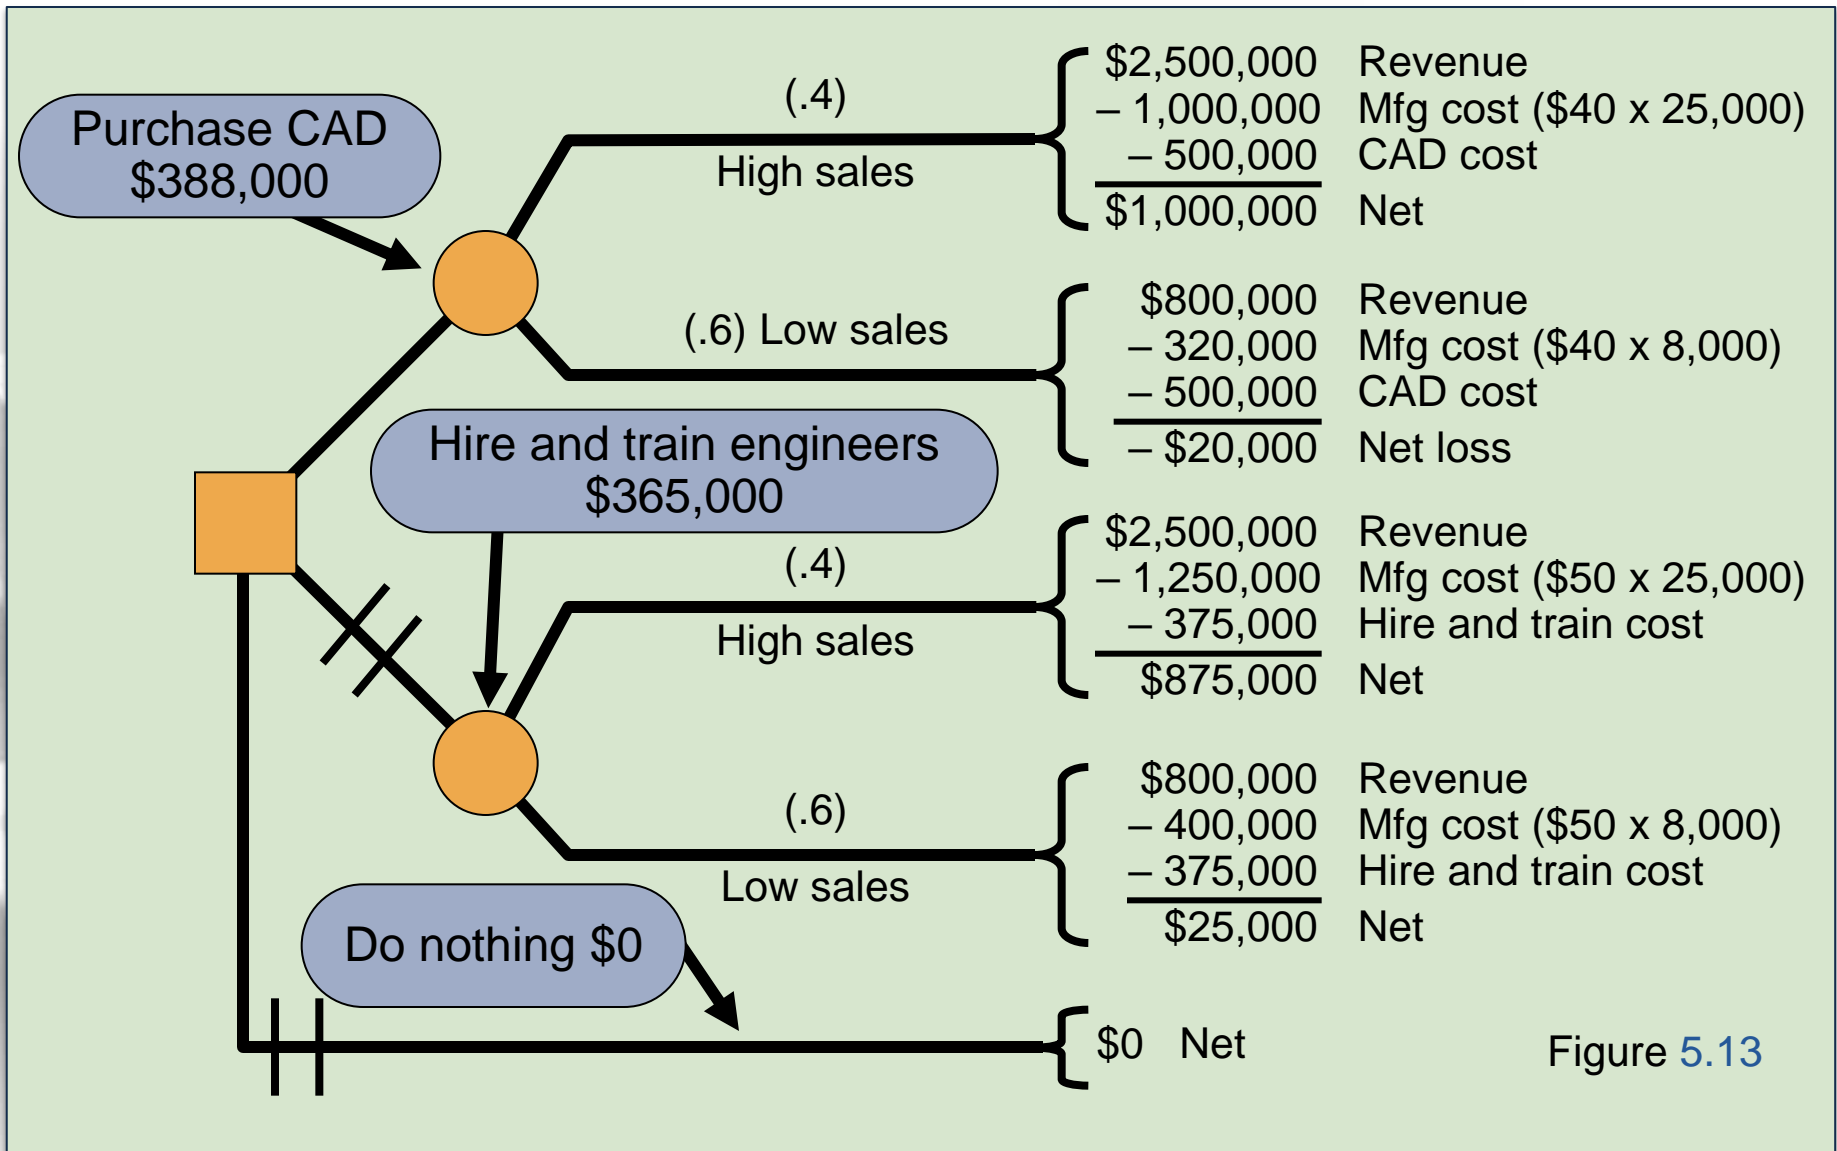 Purchase CAD
$388,000
(.4)
High sales
$2,500,000 Revenue
– 1,000,000 Mfg cost ($40 x 25,000)
– 500,000 CAD cost
$1,000,000 Net
(.6) Low sales
$800,000 Revenue
– 320,000 Mfg cost ($40 x 8,000)
– 500,000 CAD cost
– $20,000 Net loss
Hire and train engineers
$365,000
(.4)
High sales
$2,500,000 Revenue
– 1,250,000 Mfg cost ($50 x 25,000)
– 375,000 Hire and train cost
$875,000 Net
(.6)
Low sales
$800,000 Revenue
– 400,000 Mfg cost ($50 x 8,000)
– 375,000 Hire and train cost
$25,000 Net
Do nothing $0
$0 Net
Figure 5.13